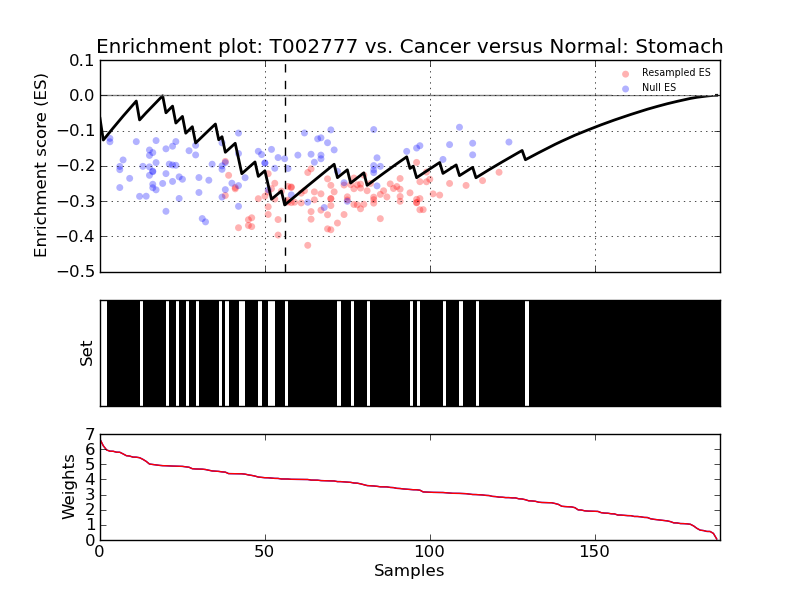 Enrichment plot: T002777 vs. Cancer versus Normal: Stomach
Enrichment score (ES)
0.1
0.0
−0.1
−0.2
−0.3
−0.4
−0.5
Resampled ES
Null ES
Set
Weights
7
6
5
4
3
2
1
0
0 50 100 150
Samples